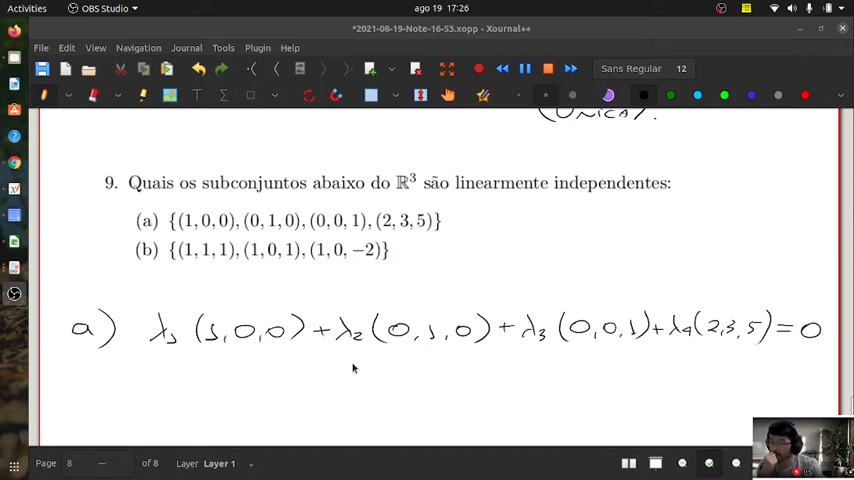 Activities OBS Studio ago 19 17:26
*2021-08-19-Note-16-53.xopp - Xournal++
File Edit View Navigation Journal Tools Plugin Help
Sans Regular 12
(ÚNICA).
9. Quais os subconjuntos abaixo do ℝ³ são linearmente independentes:
(a) {(1, 0, 0), (0, 1, 0), (0, 0, 1), (2, 3, 5)}
(b) {(1, 1, 1), (1, 0, 1), (1, 0, −2)}
a) λ₁ (1, 0, 0) + λ₂ (0, 1, 0) + λ₃ (0, 0, 1) + λ₄ (2, 3, 5) = 0
Page 8 of 8 Layer Layer 1